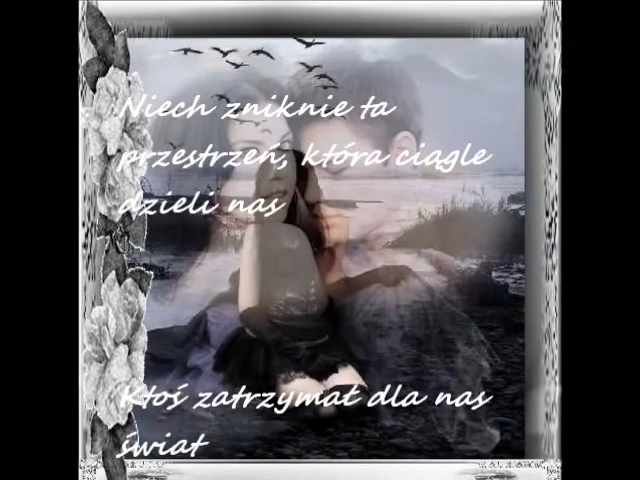 Niech zniknie ta
przestrzeń, która ciągle
dzieli nas
Ktoś zatrzymał dla nas
świat